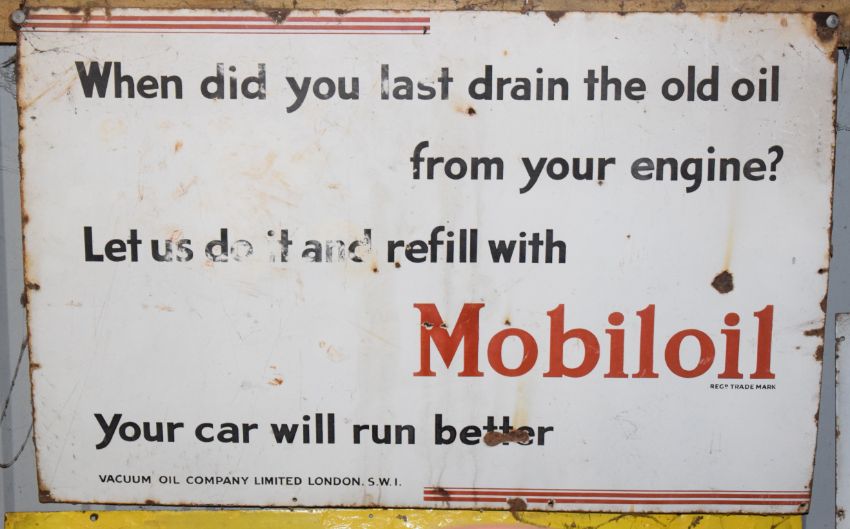 When did you last drain the old oil
from your engine?
Let us do it and refill with
Mobiloil
REGD TRADE MARK
Your car will run better
VACUUM OIL COMPANY LIMITED LONDON. S.W.1.